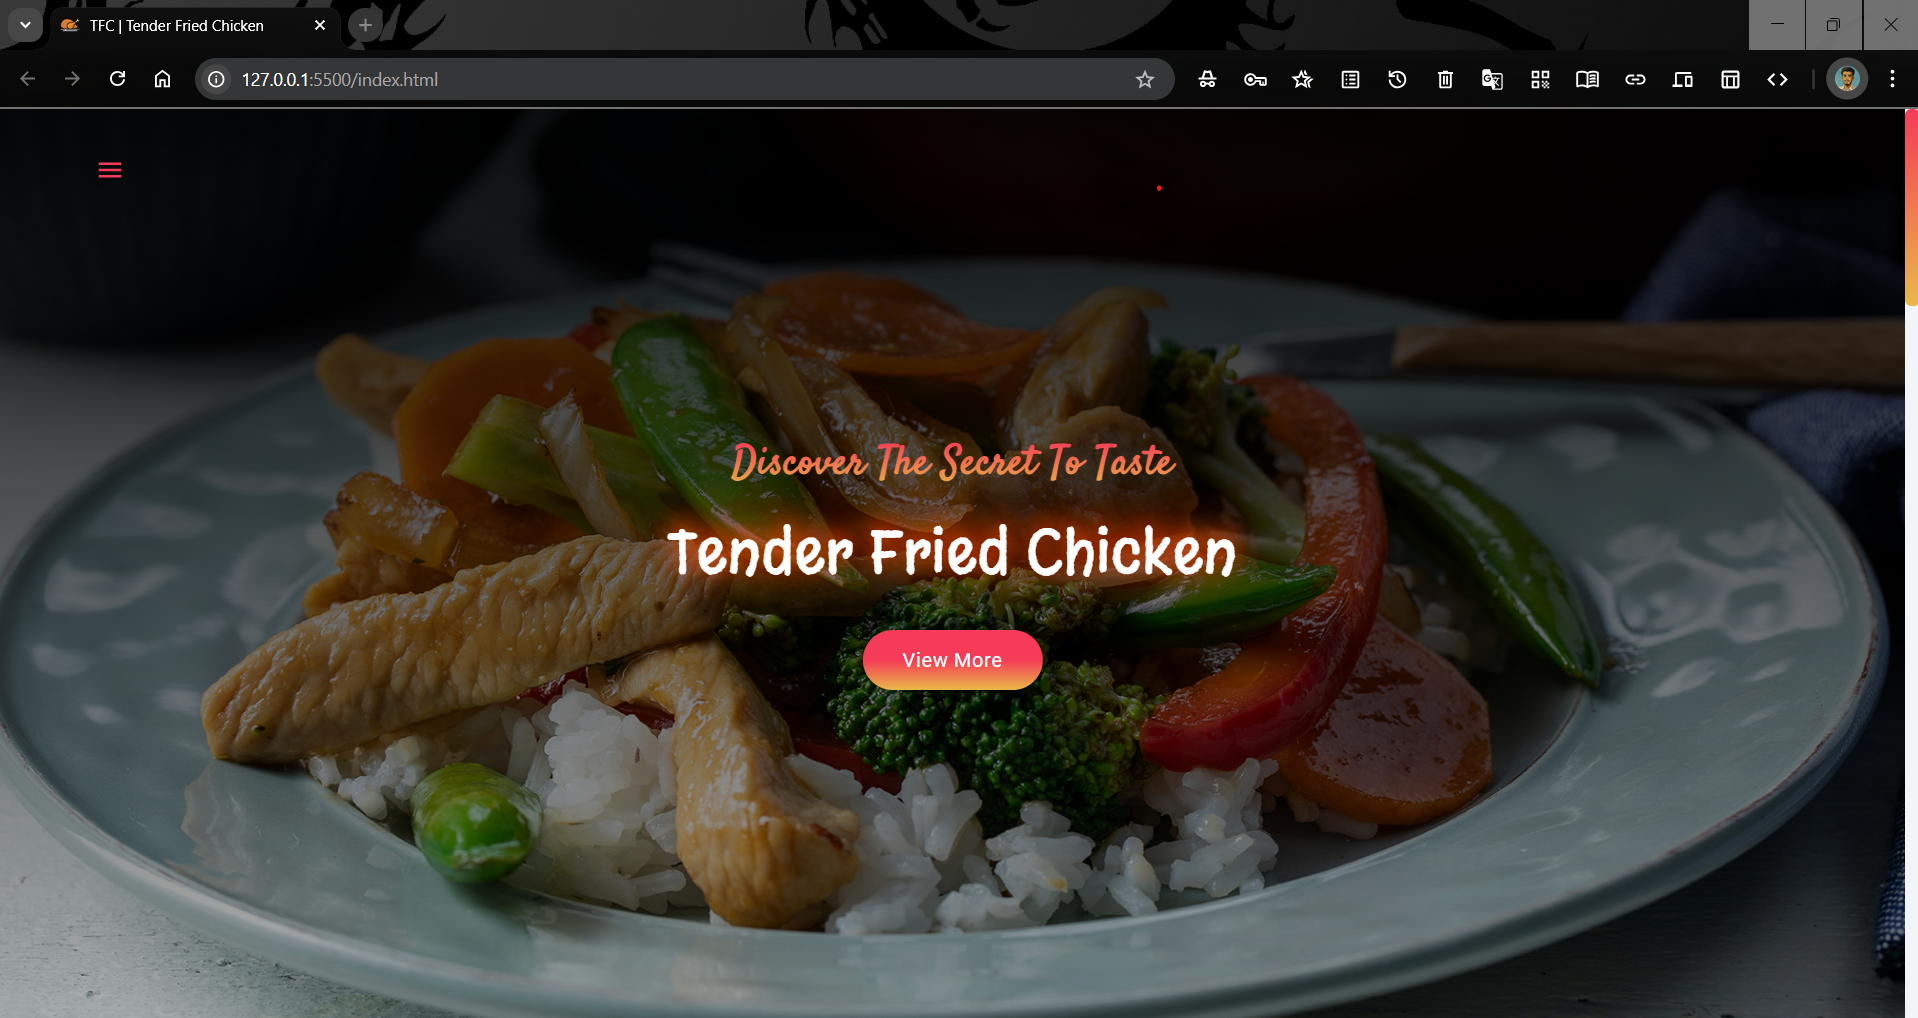 TFC | Tender Fried Chicken
127.0.0.1:5500/index.html
Discover The Secret To Taste
Tender Fried Chicken
View More